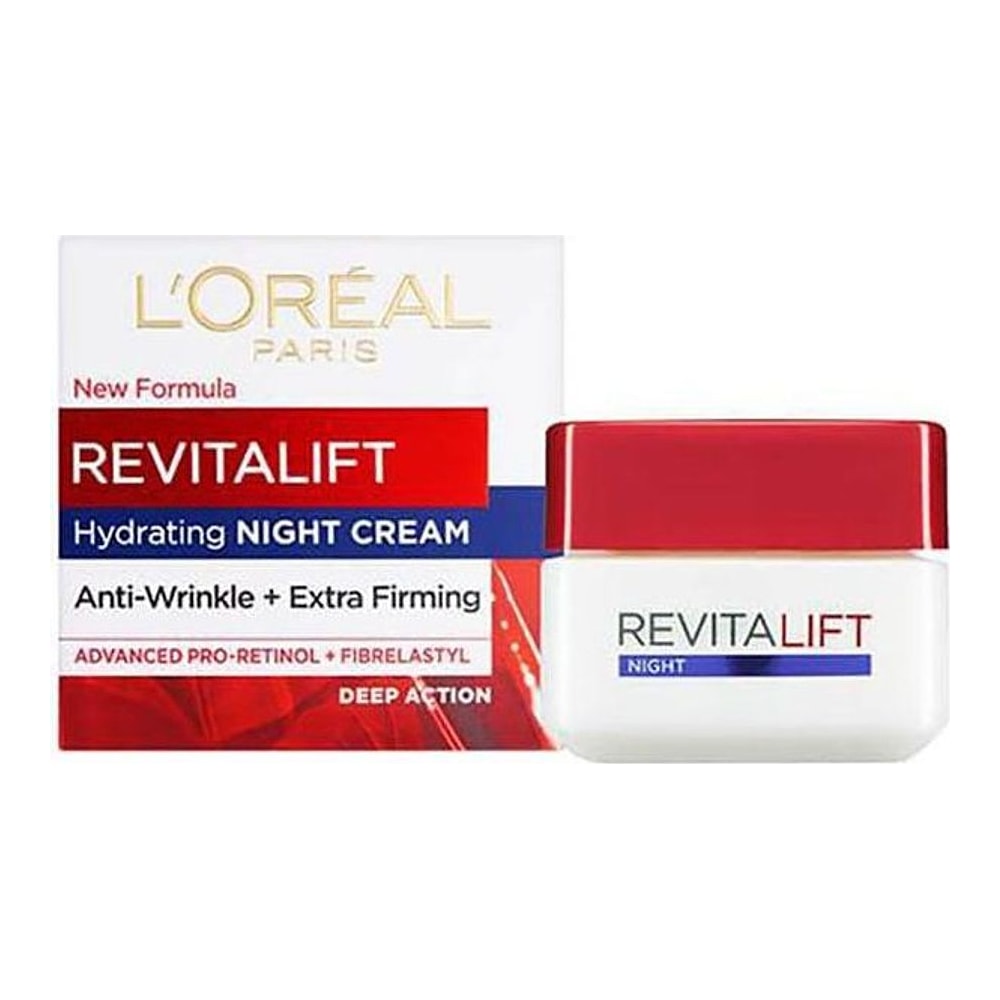 L'ORÉAL
PARIS
New Formula
REVITALIFT
Hydrating NIGHT CREAM
Anti-Wrinkle + Extra Firming
ADVANCED PRO-RETINOL + FIBRELASTYL
DEEP ACTION
REVITALIFT
NIGHT